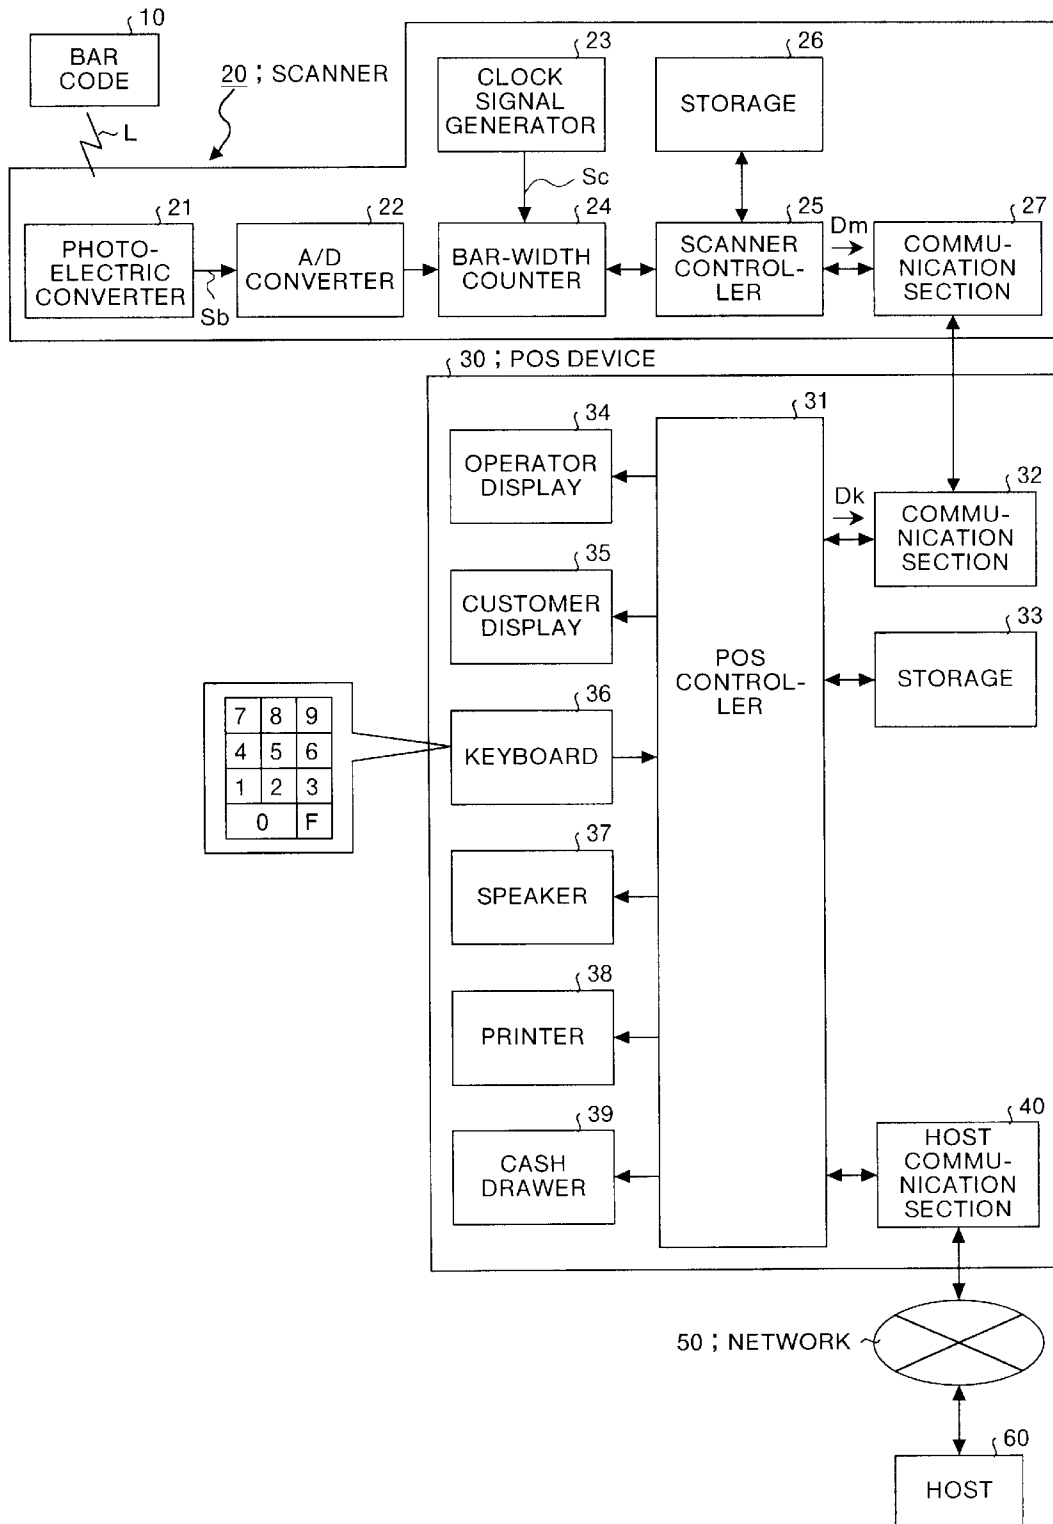 10
BAR
CODE
L
20 ; SCANNER
23
CLOCK
SIGNAL
GENERATOR
Sc
26
STORAGE
21
PHOTO-
ELECTRIC
CONVERTER
Sb
22
A/D
CONVERTER
24
BAR-WIDTH
COUNTER
25
SCANNER
CONTROL-
LER
Dm
27
COMMU-
NICATION
SECTION
30 ; POS DEVICE
31
POS
CONTROL-
LER
34
OPERATOR
DISPLAY
Dk
32
COMMU-
NICATION
SECTION
35
CUSTOMER
DISPLAY
33
STORAGE
7 8 9
4 5 6
1 2 3
0 F
36
KEYBOARD
37
SPEAKER
38
PRINTER
39
CASH
DRAWER
40
HOST
COMMU-
NICATION
SECTION
50 ; NETWORK
60
HOST